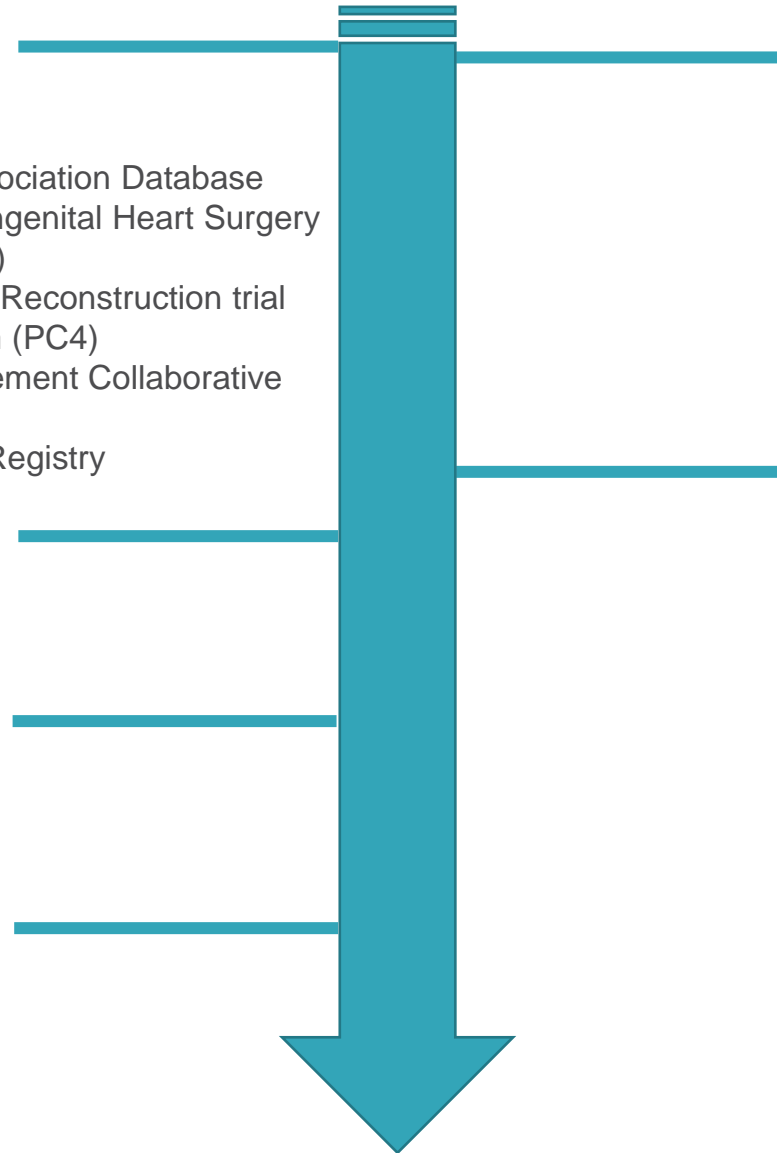 ociation Database
ngenital Heart Surgery
)
Reconstruction trial
(PC4)
ement Collaborative
Registry